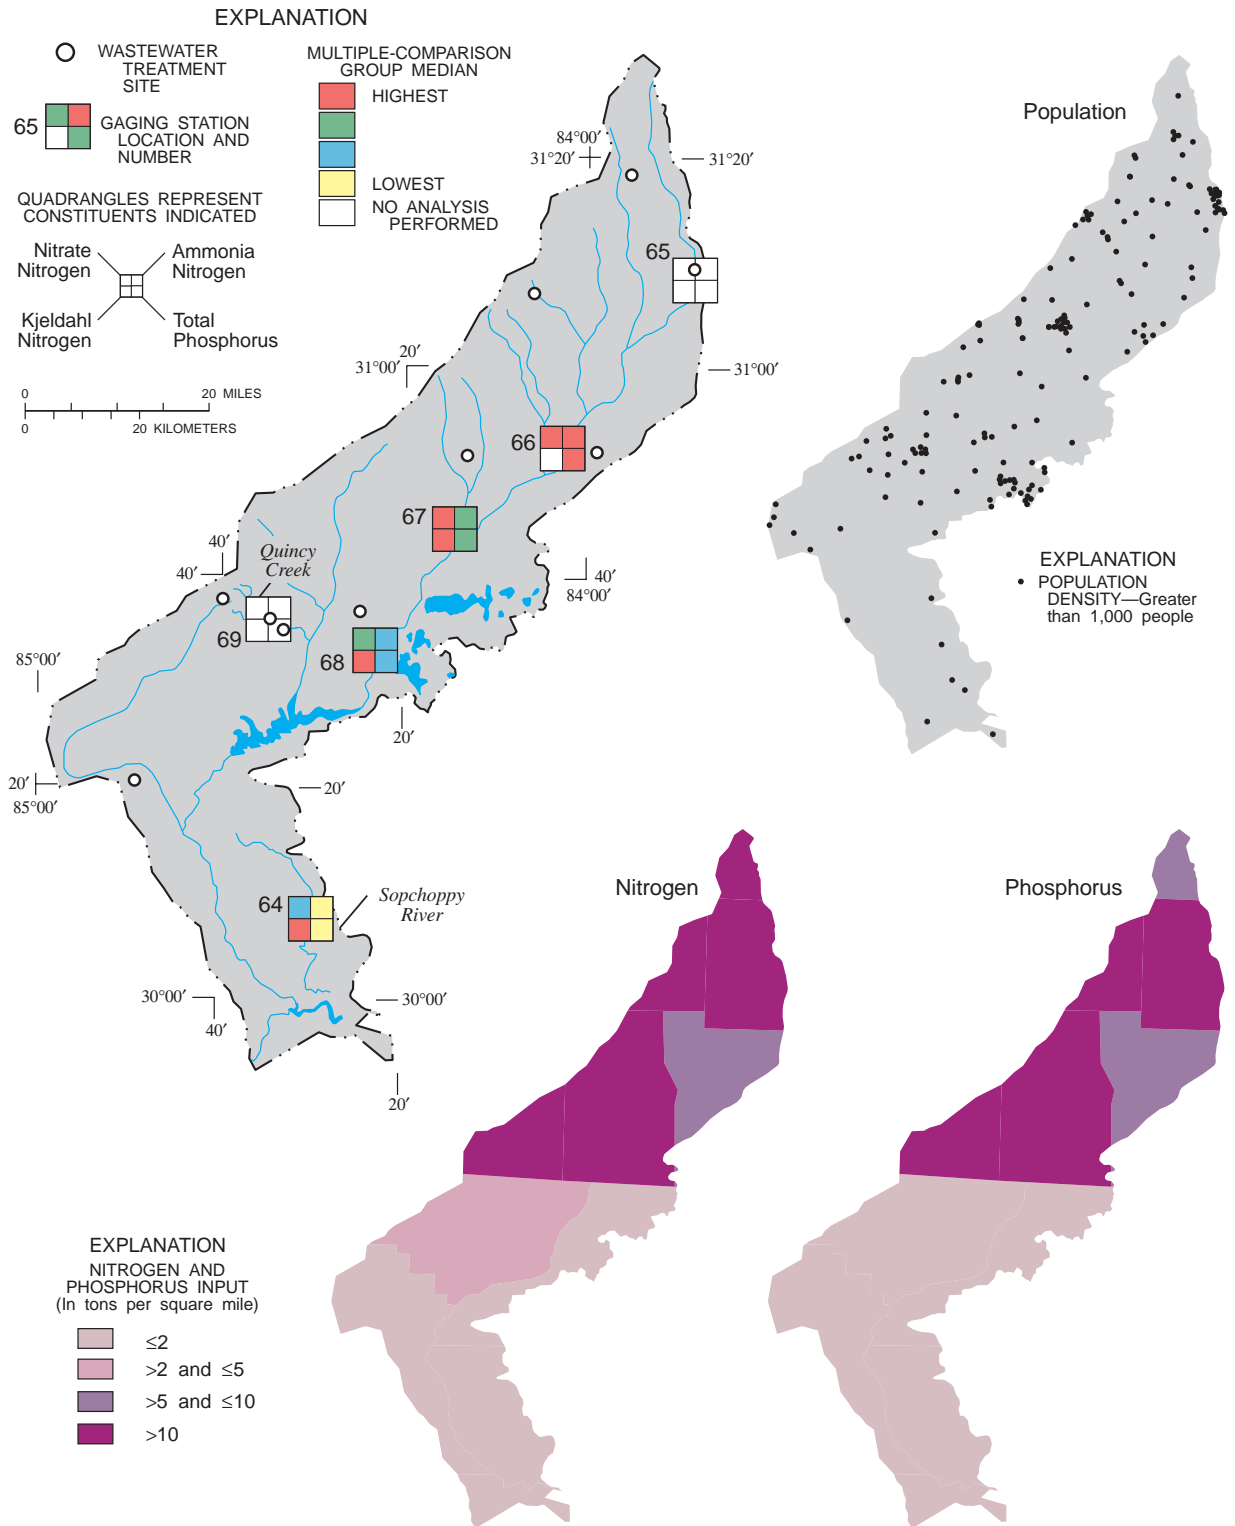 EXPLANATION
WASTEWATER
TREATMENT
SITE
65
GAGING STATION
LOCATION AND
NUMBER
QUADRANGLES REPRESENT
CONSTITUENTS INDICATED
Nitrate
Nitrogen
Ammonia
Nitrogen
Kjeldahl
Nitrogen
Total
Phosphorus
0 20 MILES
0 20 KILOMETERS
MULTIPLE-COMPARISON
GROUP MEDIAN
HIGHEST
LOWEST
NO ANALYSIS
PERFORMED
84°00′
31°20′
31°20′
65
20′
31°00′
31°00′
66
67
40′
40′
Quincy
Creek
40′
84°00′
69
68
85°00′
20′
20′
85°00′
20′
64
Sopchoppy
River
30°00′
40′
30°00′
20′
Population
EXPLANATION
POPULATION
DENSITY—Greater
than 1,000 people
Nitrogen
Phosphorus
EXPLANATION
NITROGEN AND
PHOSPHORUS INPUT
(In tons per square mile)
≤2
>2 and ≤5
>5 and ≤10
>10